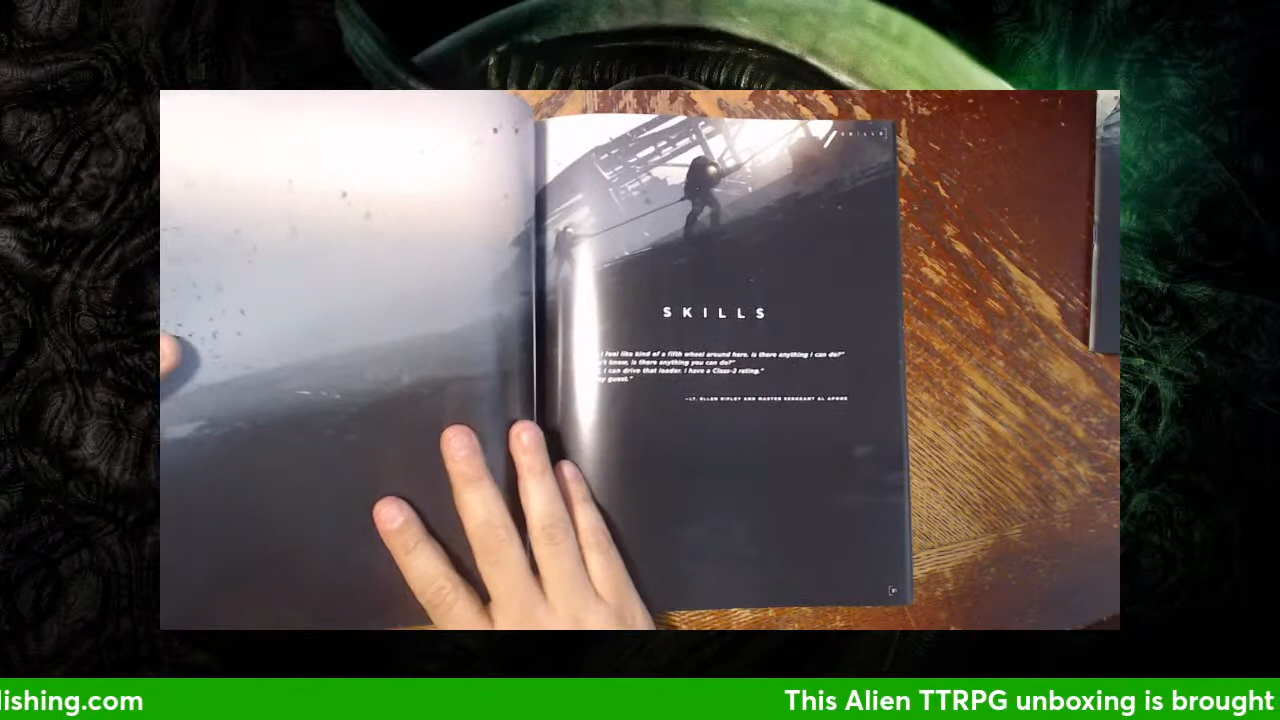 SKILLS
SKILLS
I feel like kind of a fifth wheel around here. Is there anything I can do?"
know, is there anything you can do?"
I can drive that loader. I have a Class-2 rating."
guest."
—LT. ELLEN RIPLEY AND MASTER SERGEANT AL APONE
lishing.com This Alien TTRPG unboxing is brought